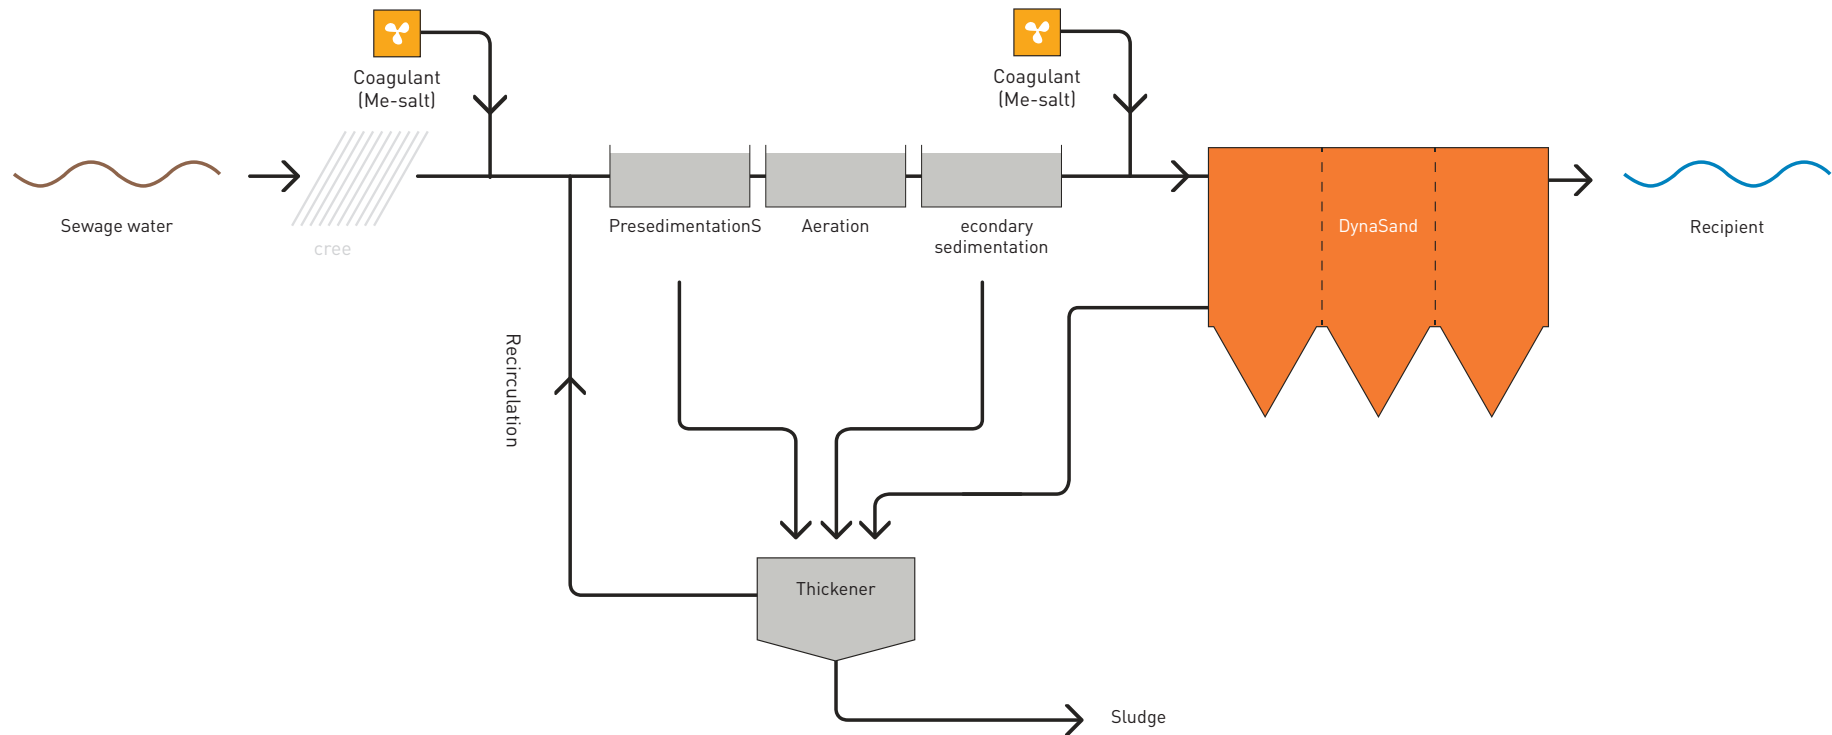 Coagulant
(Me-salt)
Coagulant
(Me-salt)
Sewage water
cree
PresedimentationS
Aeration
econdary
sedimentation
DynaSand
Recipient
Recirculation
Thickener
Sludge